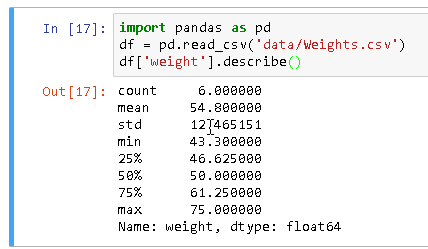 In [17]: import pandas as pd
df = pd.read_csv('data/Weights.csv')
df['weight'].describe()
Out[17]: count 6.000000
mean 54.800000
std 12.465151
min 43.300000
25% 46.625000
50% 50.000000
75% 61.250000
max 75.000000
Name: weight, dtype: float64